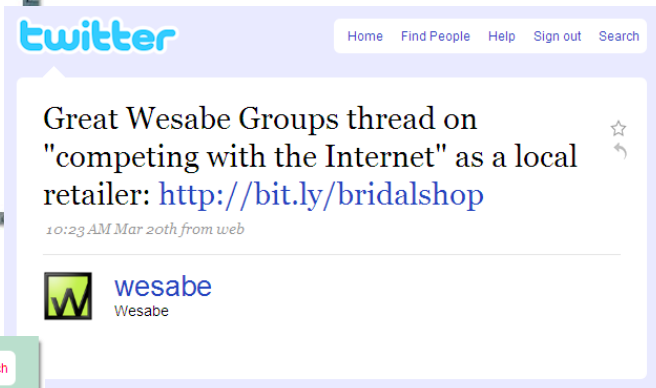 twitter
Home Find People Help Sign out Search
Great Wesabe Groups thread on
"competing with the Internet" as a local
retailer: http://bit.ly/bridalshop
10:23 AM Mar 20th from web
W
wesabe
Wesabe